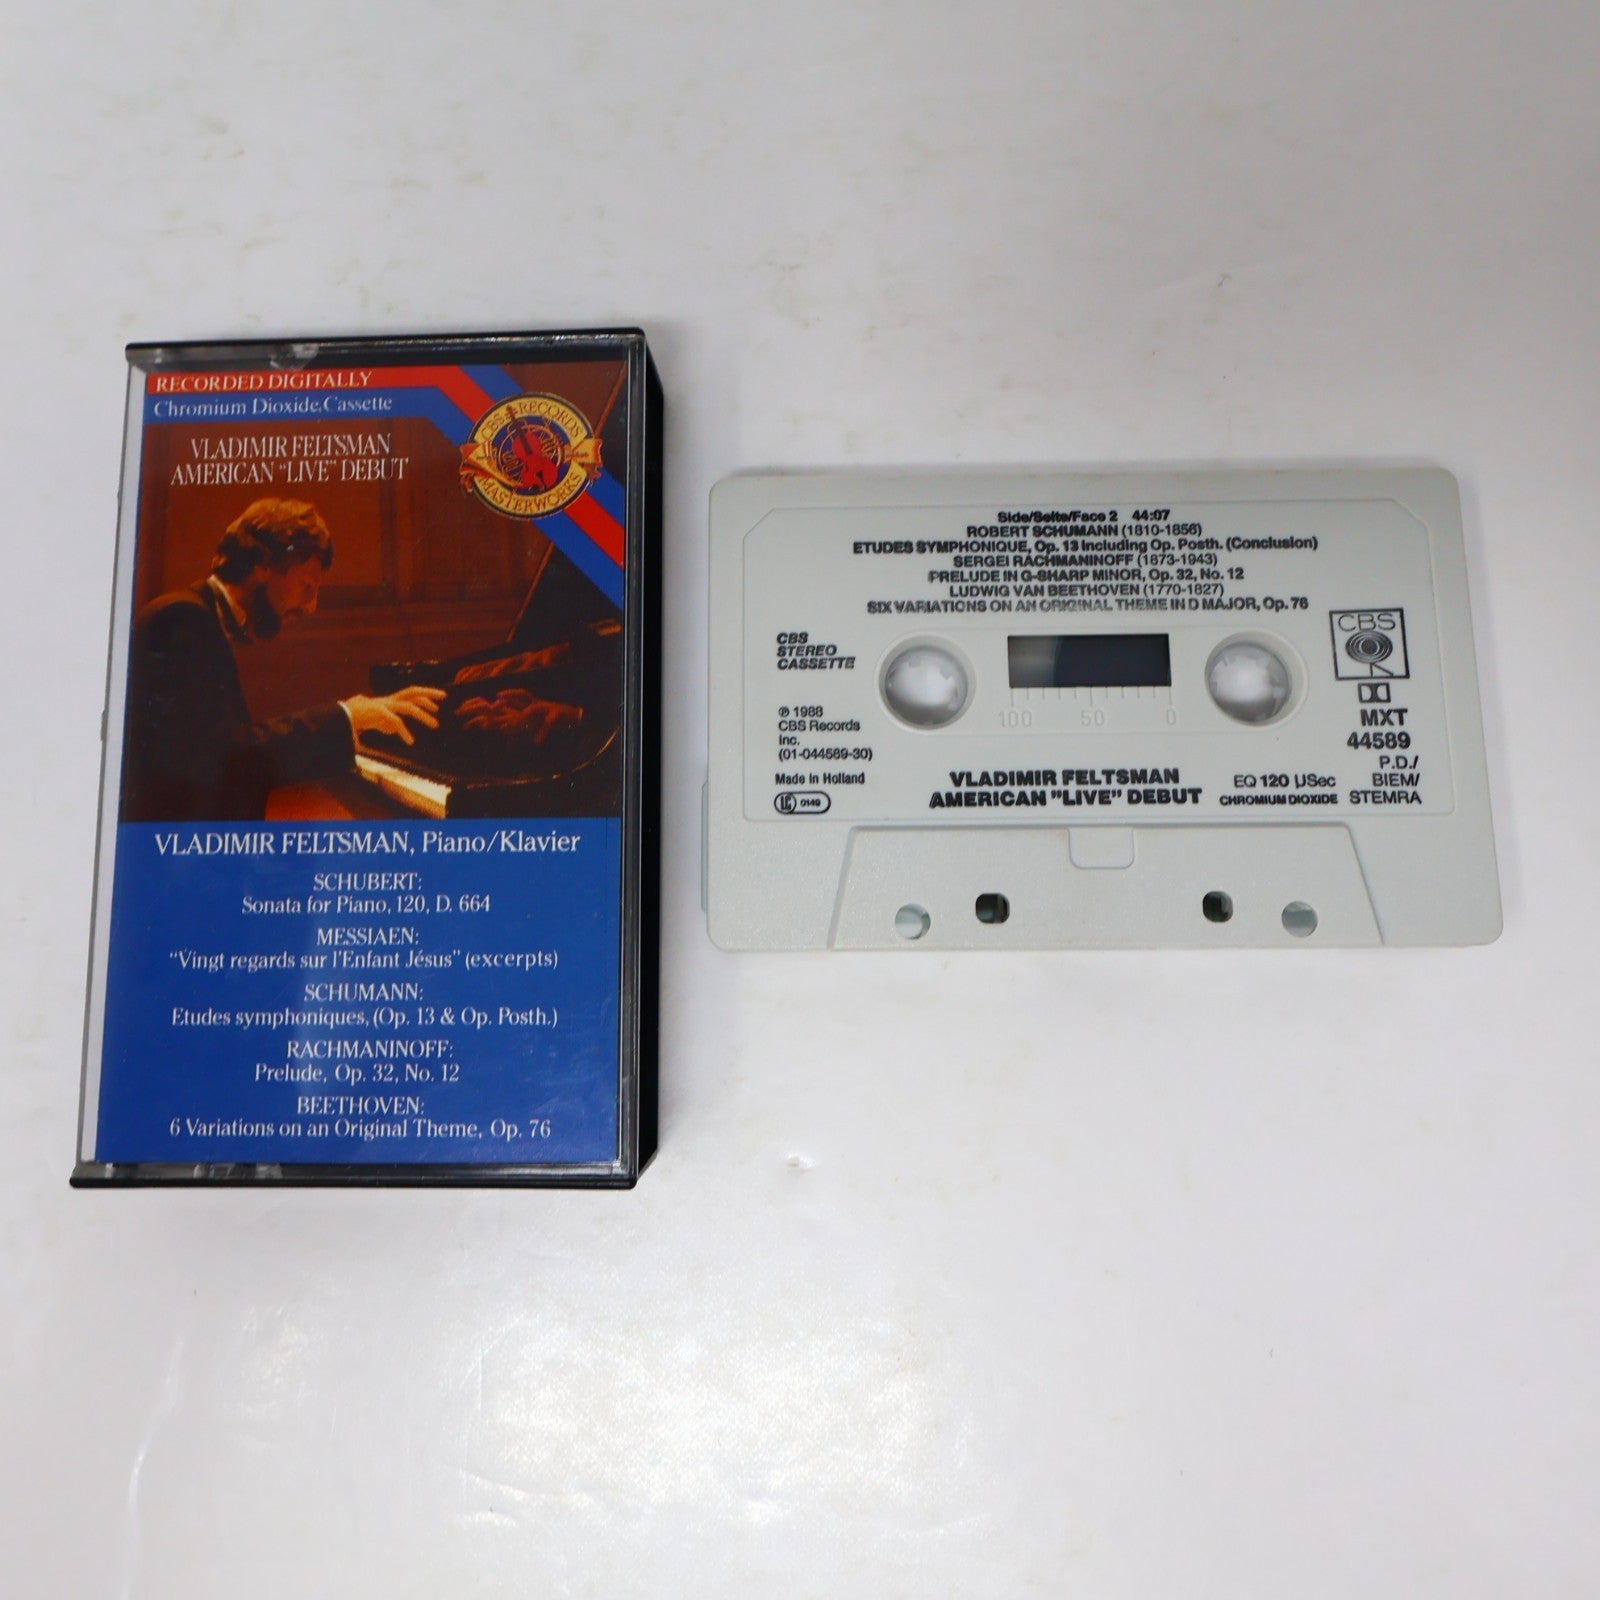 RECORDED DIGITALLY
Chromium Dioxide Cassette
VLADIMIR FELTSMAN
AMERICAN "LIVE" DEBUT
CBS RECORDS
MASTERWORKS
VLADIMIR FELTSMAN, Piano/Klavier
SCHUBERT:
Sonata for Piano, 120, D. 664
MESSIAEN:
"Vingt regards sur l'Enfant Jésus" (excerpts)
SCHUMANN:
Etudes symphoniques, (Op. 13 & Op. Posth.)
RACHMANINOFF:
Prelude, Op. 32, No. 12
BEETHOVEN:
6 Variations on an Original Theme, Op. 76
Side/Seite/Face 2 44:07
ROBERT SCHUMANN (1810-1856)
ETUDES SYMPHONIQUE, Op. 13 including Op. Posth. (Conclusion)
SERGEI RACHMANINOFF (1873-1943)
PRELUDE IN G-SHARP MINOR, Op. 32, No. 12
LUDWIG VAN BEETHOVEN (1770-1827)
SIX VARIATIONS ON AN ORIGINAL THEME IN D MAJOR, Op. 76
CBS
STEREO
CASSETTE
℗ 1988
CBS Records
Inc.
(01-044589-30)
Made in Holland
LC 0149
100 50 0
VLADIMIR FELTSMAN
AMERICAN "LIVE" DEBUT
CBS
MXT
44589
P.D./
BIEM/
STEMRA
EQ 120 µSec
CHROMIUM DIOXIDE